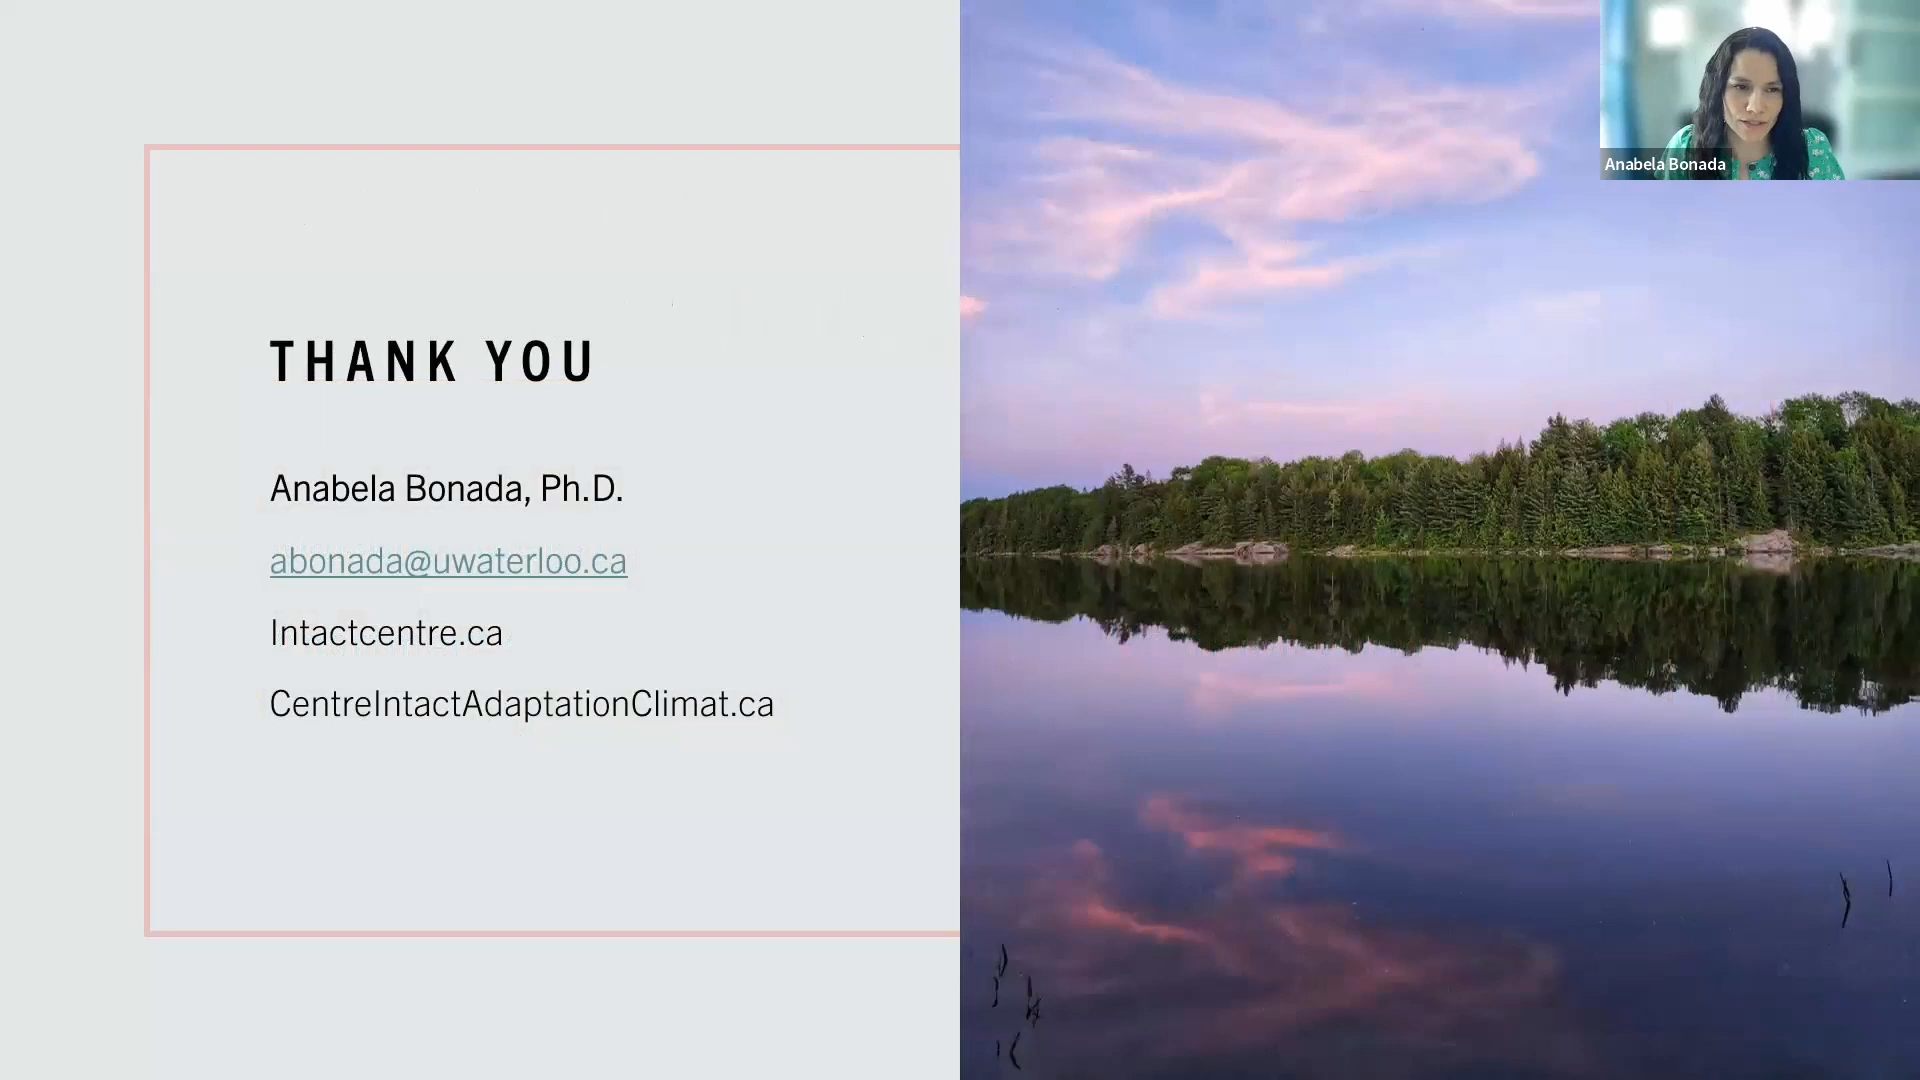 THANK YOU
Anabela Bonada, Ph.D.
abonada@uwaterloo.ca
Intactcentre.ca
CentreIntactAdaptationClimat.ca
Anabela Bonada